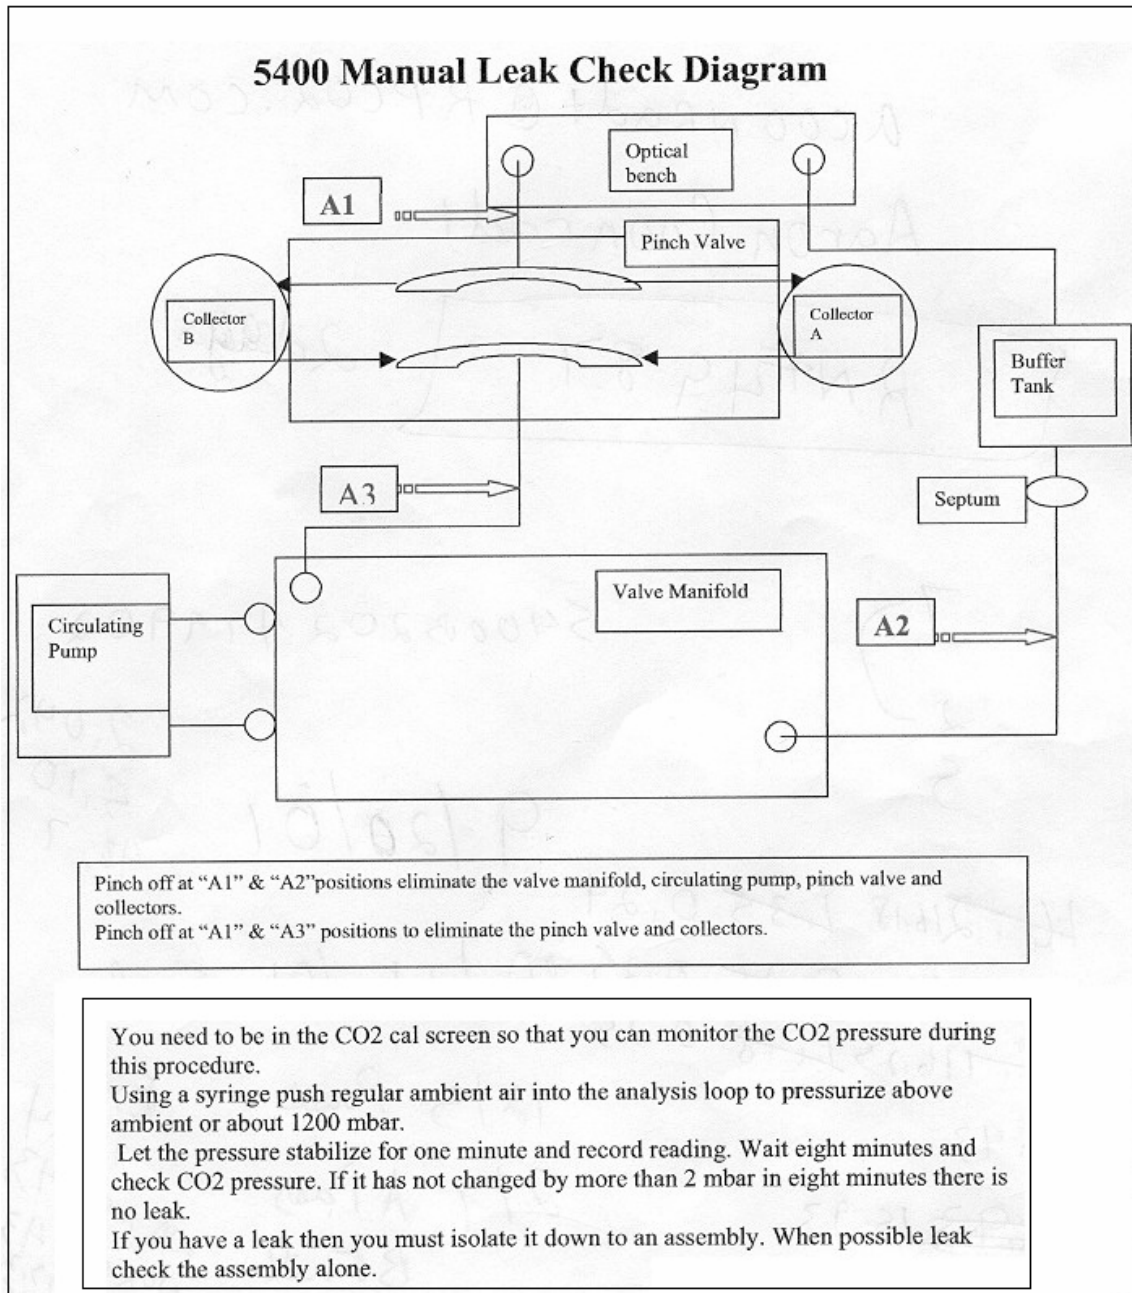 5400 Manual Leak Check Diagram
Optical
bench
A1
Pinch Valve
Collector
B
Collector
A
Buffer
Tank
A3
Septum
Valve Manifold
Circulating
Pump
A2
9/20/01
Pinch off at “A1” & “A2”positions eliminate the valve manifold, circulating pump, pinch valve and
collectors.
Pinch off at “A1” & “A3” positions to eliminate the pinch valve and collectors.
You need to be in the CO2 cal screen so that you can monitor the CO2 pressure during
this procedure.
Using a syringe push regular ambient air into the analysis loop to pressurize above
ambient or about 1200 mbar.
Let the pressure stabilize for one minute and record reading. Wait eight minutes and
check CO2 pressure. If it has not changed by more than 2 mbar in eight minutes there is
no leak.
If you have a leak then you must isolate it down to an assembly. When possible leak
check the assembly alone.